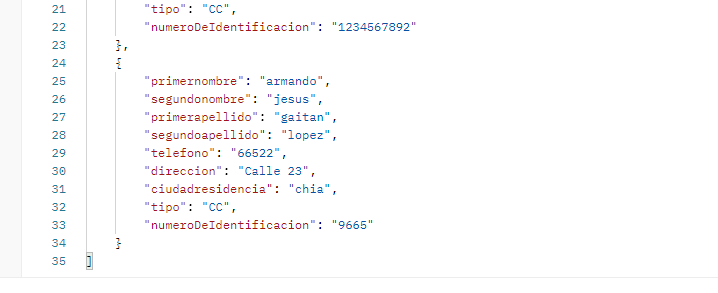 21 "tipo": "CC",
22 "numeroDeIdentificacion": "1234567892"
23 },
24 {
25 "primernombre": "armando",
26 "segundonombre": "jesus",
27 "primerapellido": "gaitan",
28 "segundoapellido": "lopez",
29 "telefono": "66522",
30 "direccion": "Calle 23",
31 "ciudadresidencia": "chia",
32 "tipo": "CC",
33 "numeroDeIdentificacion": "9665"
34 }
35 ]